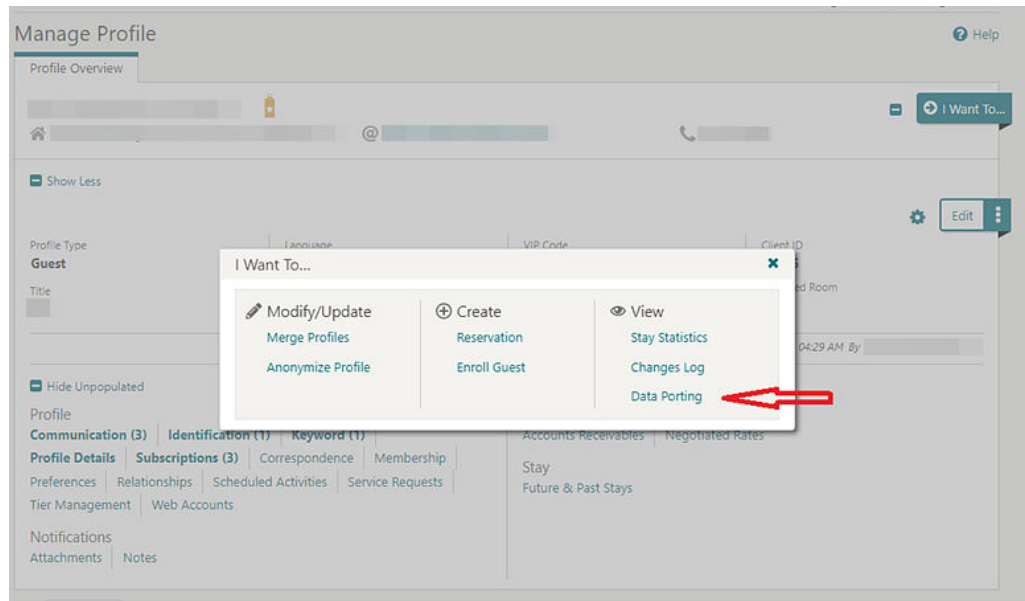 Manage Profile
Help
Profile Overview
I Want To...
@
Show Less
Edit
Profile Type
Language
VIP Code
Client ID
Guest
Title
Room
I Want To...
Modify/Update
Merge Profiles
Anonymize Profile
Create
Reservation
Enroll Guest
View
Stay Statistics
Changes Log
Data Porting
04:29 AM By
Hide Unpopulated
Profile
Communication (3) Identification (1) Keyword (1)
Profile Details Subscriptions (3) Correspondence Membership
Preferences Relationships Scheduled Activities Service Requests
Tier Management Web Accounts
Notifications
Attachments Notes
Accounts Receivables Negotiated Rates
Stay
Future & Past Stays